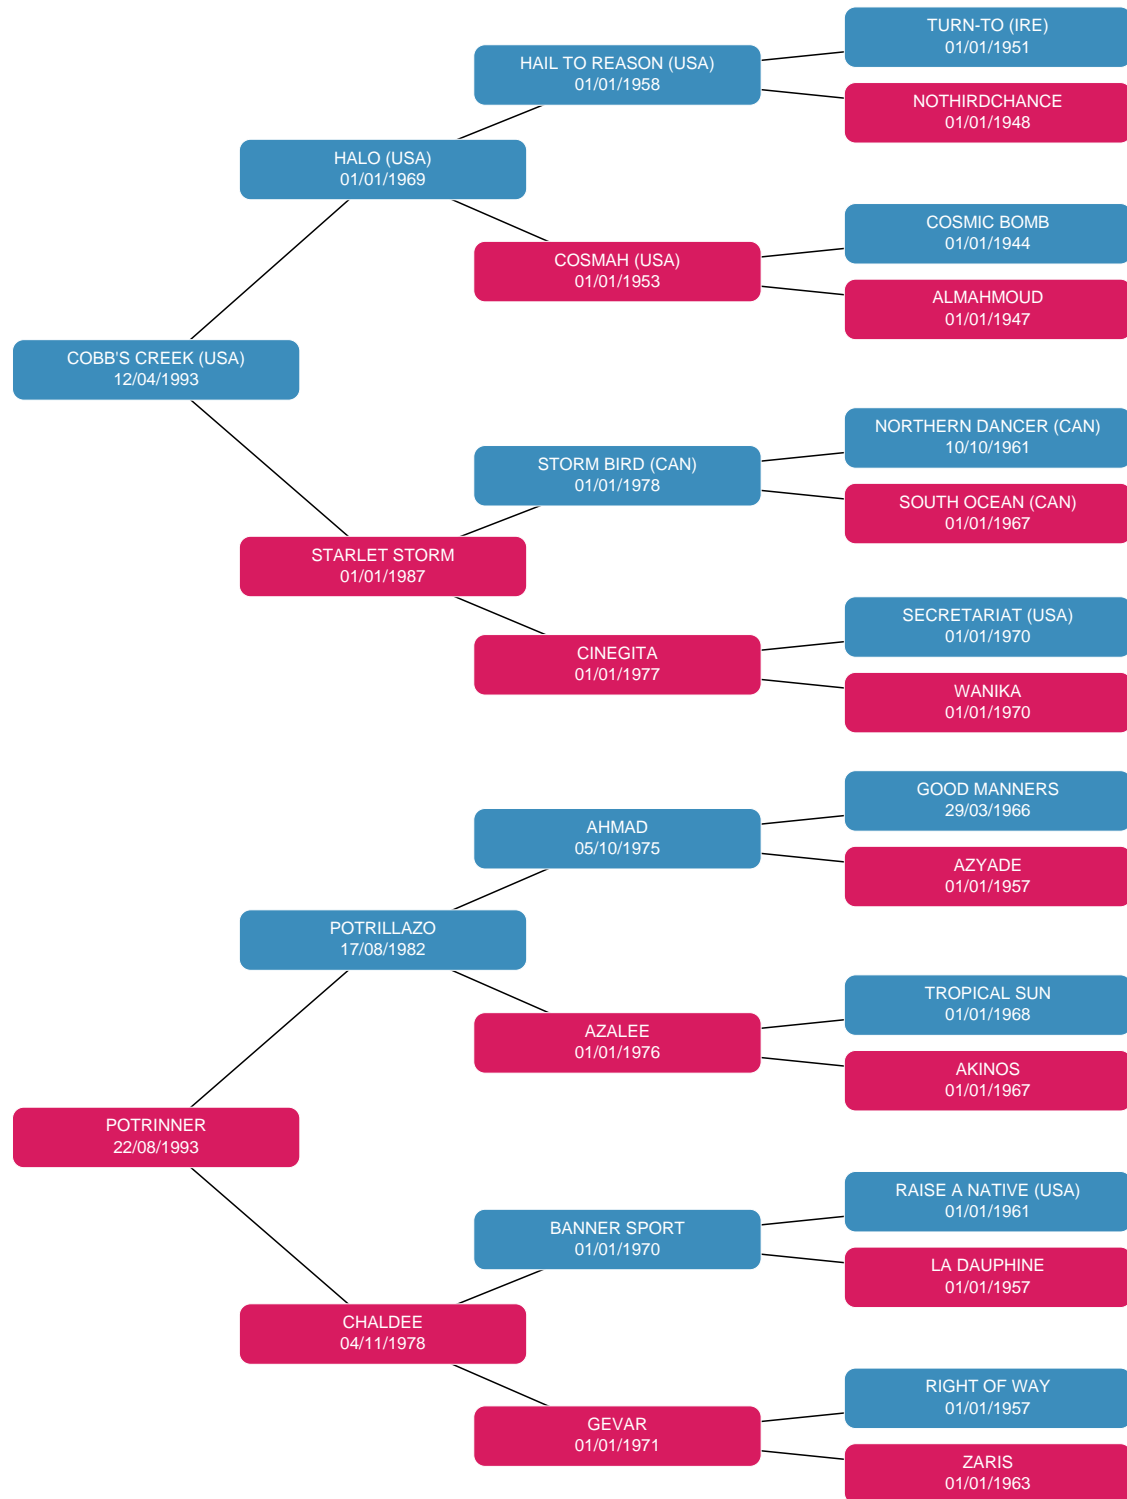 TURN-TO (IRE)
01/01/1951
HAIL TO REASON (USA)
01/01/1958
NOTHIRDCHANCE
01/01/1948
HALO (USA)
01/01/1969
COSMIC BOMB
01/01/1944
COSMAH (USA)
01/01/1953
ALMAHMOUD
01/01/1947
COBB'S CREEK (USA)
12/04/1993
NORTHERN DANCER (CAN)
10/10/1961
STORM BIRD (CAN)
01/01/1978
SOUTH OCEAN (CAN)
01/01/1967
STARLET STORM
01/01/1987
SECRETARIAT (USA)
01/01/1970
CINEGITA
01/01/1977
WANIKA
01/01/1970
GOOD MANNERS
29/03/1966
AHMAD
05/10/1975
AZYADE
01/01/1957
POTRILLAZO
17/08/1982
TROPICAL SUN
01/01/1968
AZALEE
01/01/1976
AKINOS
01/01/1967
POTRINNER
22/08/1993
RAISE A NATIVE (USA)
01/01/1961
BANNER SPORT
01/01/1970
LA DAUPHINE
01/01/1957
CHALDEE
04/11/1978
RIGHT OF WAY
01/01/1957
GEVAR
01/01/1971
ZARIS
01/01/1963